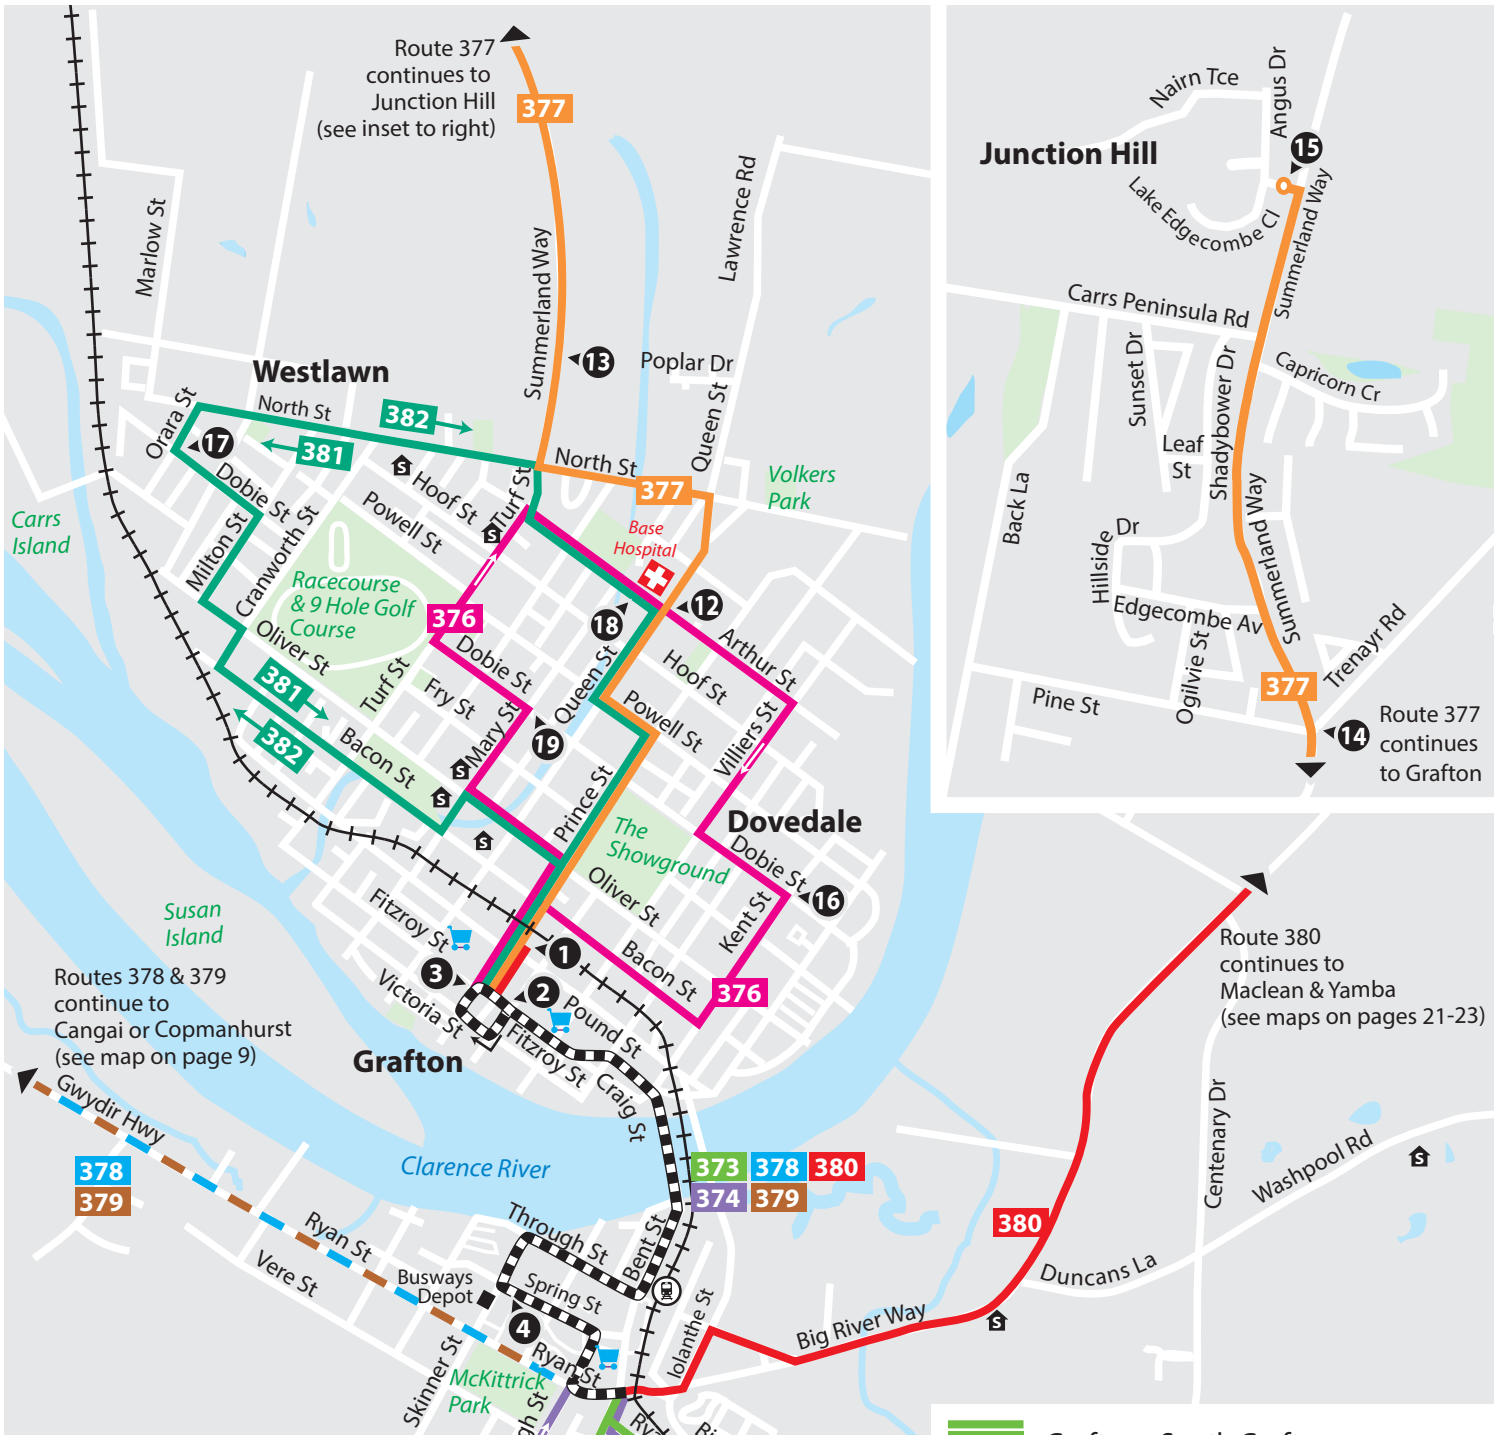 Route 377
continues to
Junction Hill
(see inset to right)
377
Nairn Tce
Angus Dr
Junction Hill
15
Lake Edgecombe Cl
Summerland Way
Marlow St
Lawrence Rd
Summerland Way
Carrs Peninsula Rd
13
Poplar Dr
Westlawn
Sunset Dr
Shadybower Dr
Capricorn Cr
Orara St
North St
382
Queen St
17
381
S
Leaf
St
North St
377
Volkers
Park
Dobie St
Hoof St
Turf St
Back La
Summerland Way
Carrs
Island
Powell St
S
Base
Hospital
Hillside
Dr
Milton St
Cranworth St
Racecourse
& 9 Hole Golf
Course
376
12
18
Edgecombe Av
Summerland Way
Oliver St
Dobie St
Arthur St
Ogilvie St
Trenayr Rd
381
Turf St
Fry St
Queen St
Hoof St
377
Pine St
382
Bacon St
Mary St
19
Powell St
Villiers St
14
Route 377
continues
to Grafton
S
S
S
Prince St
The
Showground
Dovedale
Dobie St
16
Oliver St
Kent St
Fitzroy St
Susan
Island
Bacon St
376
1
3
2
Victoria St
Pound St
Fitzroy St
Craig St
Grafton
Routes 378 & 379
continue to
Cangai or Copmanhurst
(see map on page 9)
Route 380
continues to
Maclean & Yamba
(see maps on pages 21-23)
Gwydir Hwy
378
379
Clarence River
373 378 380
374 379
Centenary Dr
Washpool Rd
S
380
Ryan St
Vere St
Through St
Bent St
Duncans La
Busways
Depot
Spring St
4
Iolanthe St
Big River Way
S
Skinner St
Ryan St
McKittrick
Park
gh St